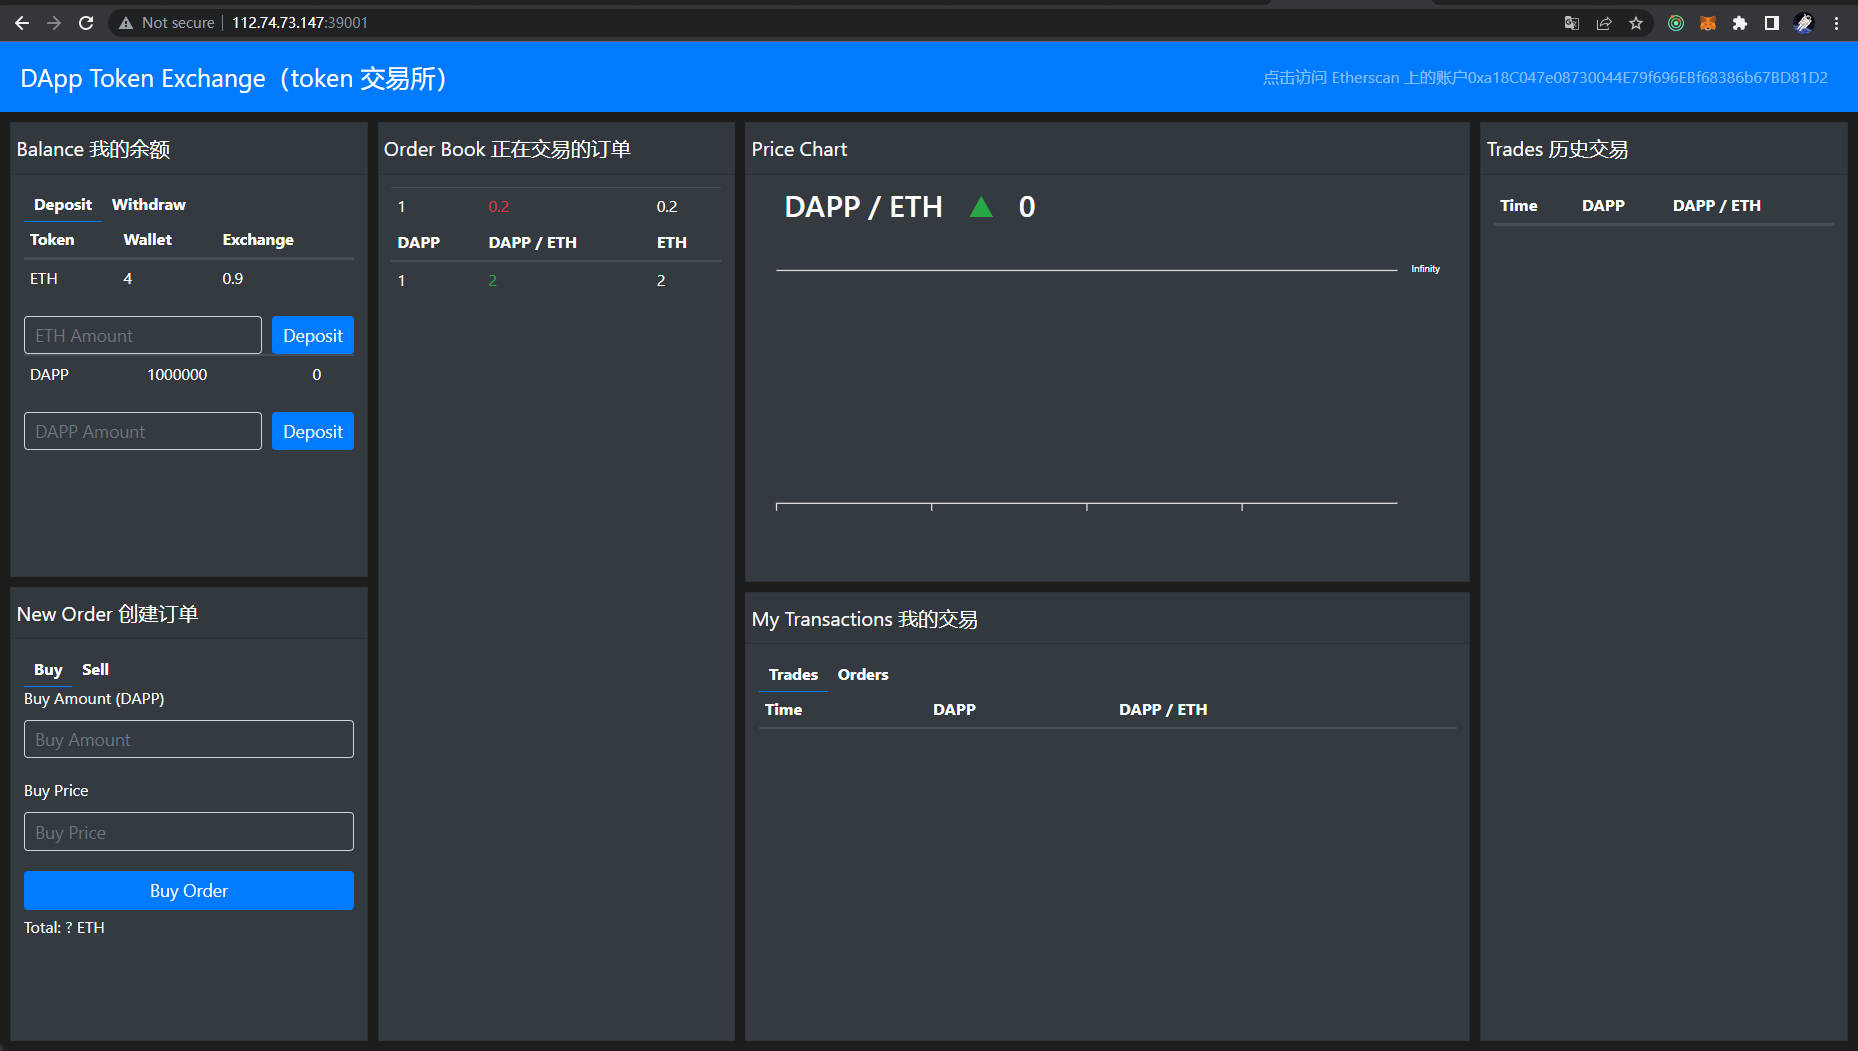 Not secure | 112.74.73.147:39001
DApp Token Exchange（token 交易所）
点击访问 Etherscan 上的账户0xa18C047e08730044E79f696EBf68386b67BD81D2
Balance 我的余额
Deposit Withdraw
Token Wallet Exchange
ETH 4 0.9
ETH Amount Deposit
DAPP 1000000 0
DAPP Amount Deposit
New Order 创建订单
Buy Sell
Buy Amount (DAPP)
Buy Amount
Buy Price
Buy Price
Buy Order
Total: ? ETH
Order Book 正在交易的订单
1 0.2 0.2
DAPP DAPP / ETH ETH
1 2 2
Price Chart
DAPP / ETH ▲ 0
Infinity
My Transactions 我的交易
Trades Orders
Time DAPP DAPP / ETH
Trades 历史交易
Time DAPP DAPP / ETH